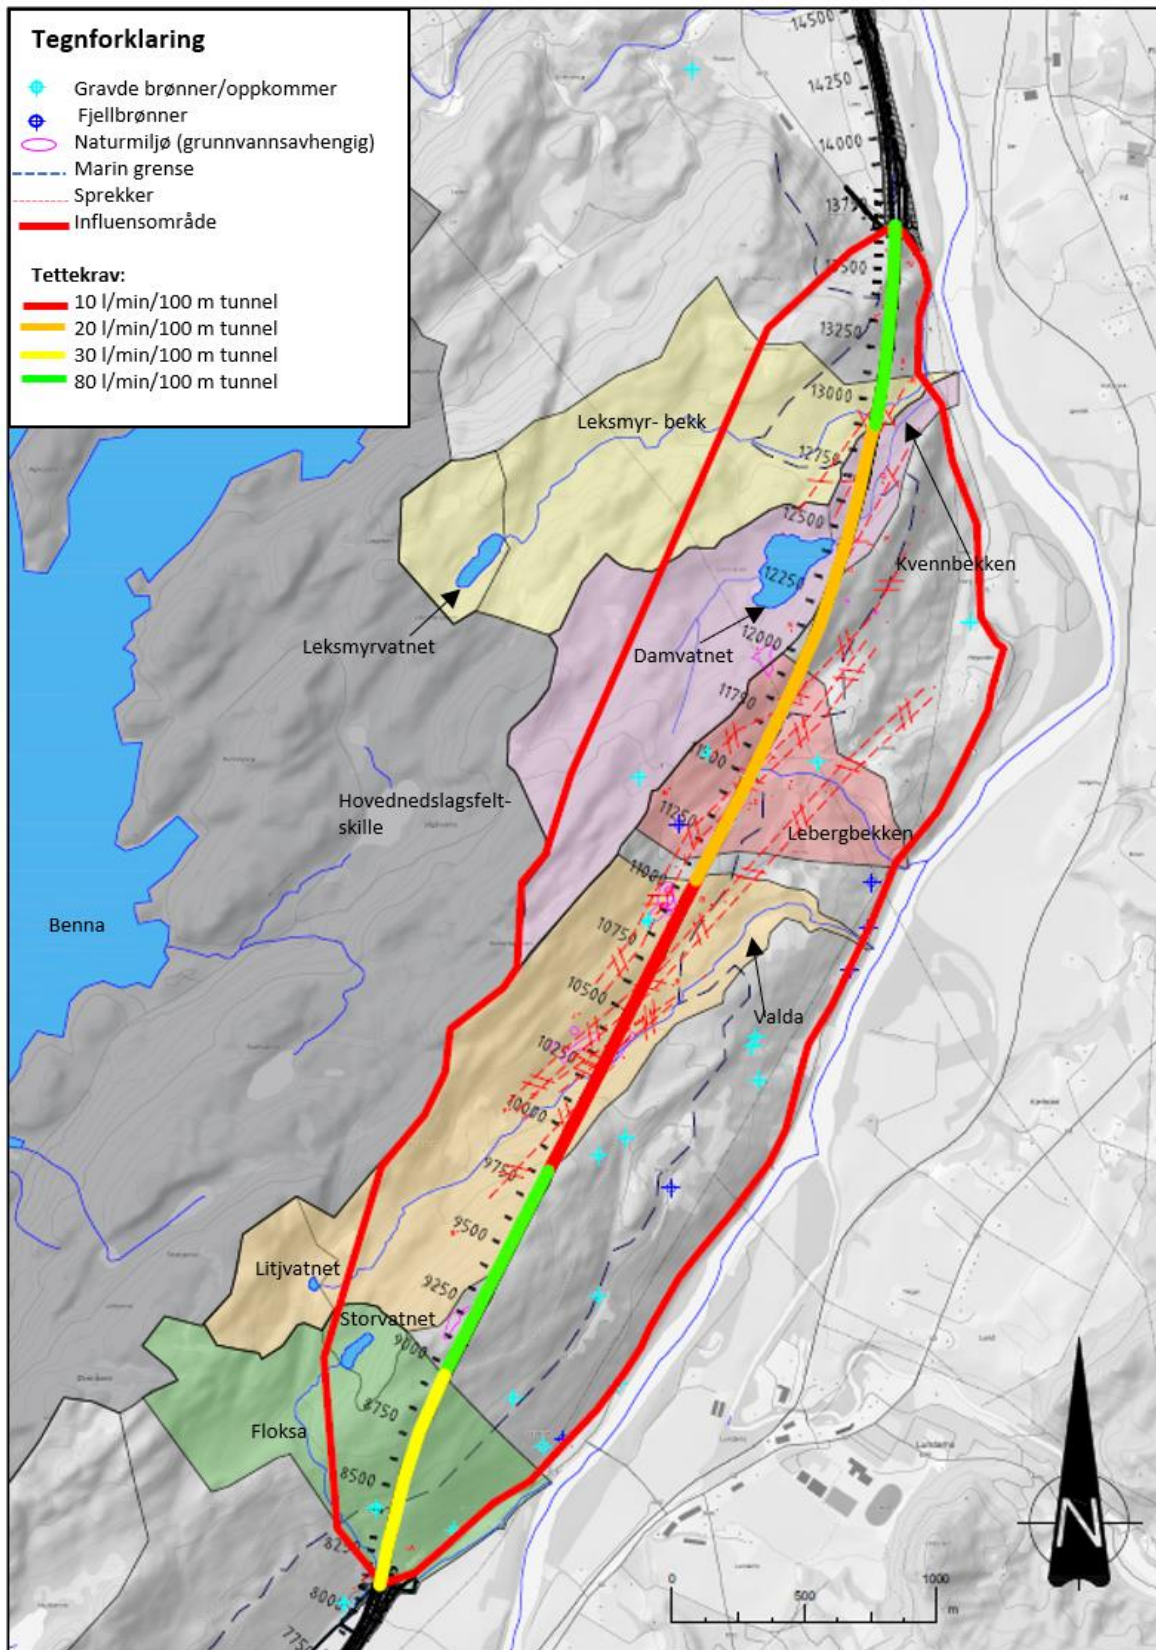 Tegnforklaring
Gravde brønner/oppkommer
Fjellbrønner
Naturmiljø (grunnvannsavhengig)
Marin grense
Sprekker
Influensområde
Tettekrav:
10 l/min/100 m tunnel
20 l/min/100 m tunnel
30 l/min/100 m tunnel
80 l/min/100 m tunnel
14500
14250
14000
13500
13250
13000
Leksmyr- bekk
12750
12500
Kvennbekken
12250
Leksmyrvatnet
Damvatnet
12000
11750
Hovednedslagsfelt-
skille
11250
Lebergbekken
11000
Benna
10750
10500
Valda
10250
10000
9750
9500
Litjvatnet
9250
Storvatnet
9000
8750
Floksa
8500
Lundamo
N
0
500
1000
m